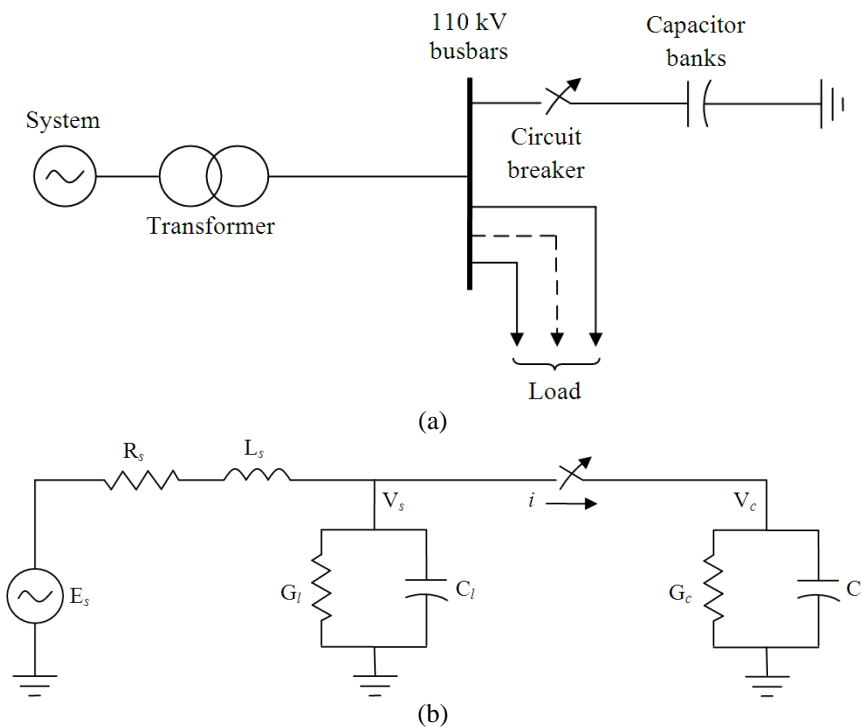 110 kV
busbars
Capacitor
banks
System
Circuit
breaker
Transformer
Load
(a)
Rs
Ls
Vs
i
Vc
Es
Gl
Cl
Gc
C
(b)